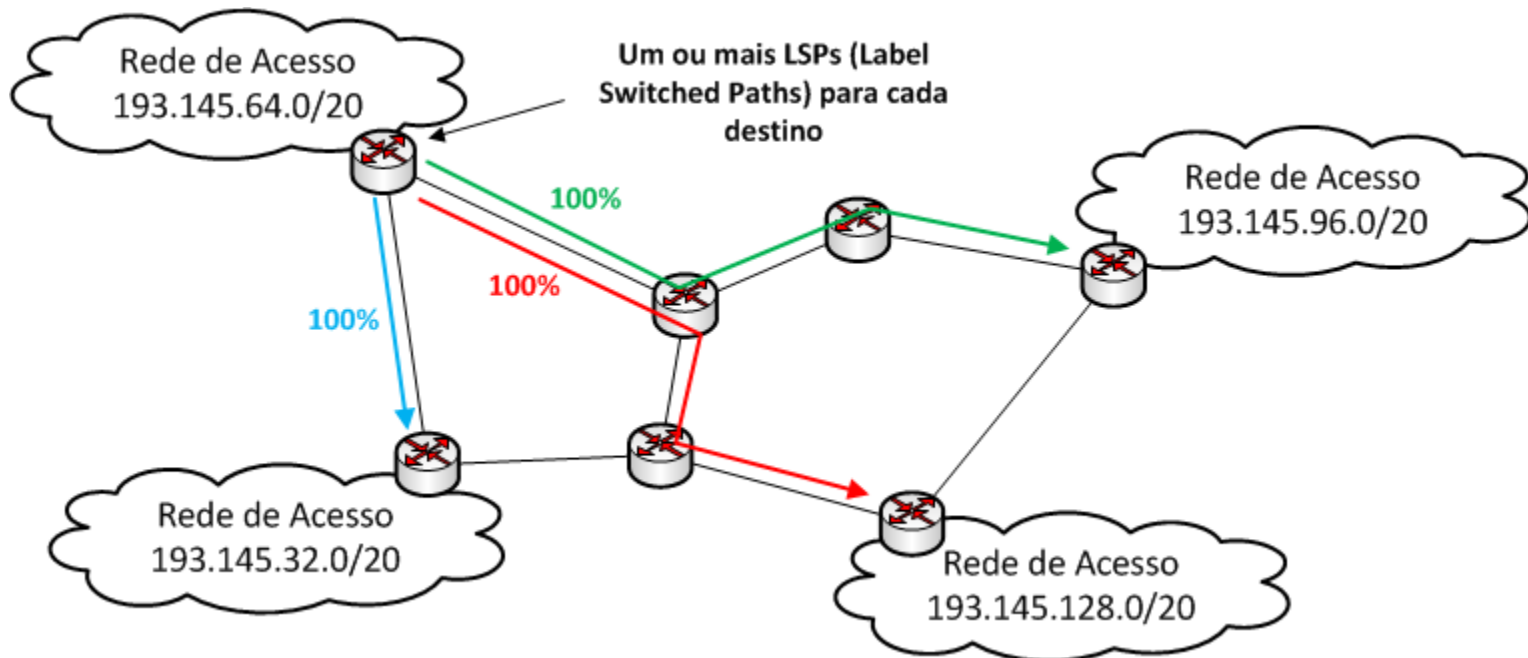 Rede de Acesso
193.145.64.0/20
Um ou mais LSPs (Label
Switched Paths) para cada
destino
Rede de Acesso
193.145.96.0/20
100%
100%
100%
Rede de Acesso
193.145.32.0/20
Rede de Acesso
193.145.128.0/20